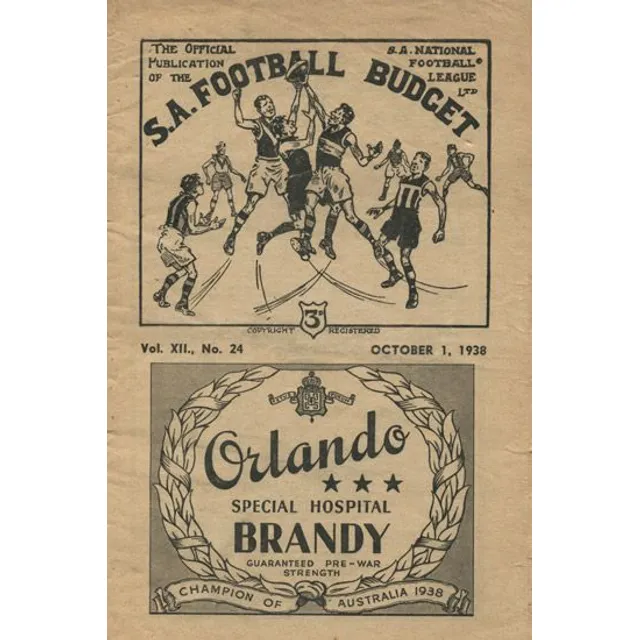 THE OFFICIAL
PUBLICATION
OF THE
S.A. NATIONAL
FOOTBALL
LEAGUE
LTD
S.A. FOOTBALL BUDGET
3D
COPYRIGHT REGISTERED
Vol. XII., No. 24
OCTOBER 1, 1938
Orlando
SPECIAL HOSPITAL
BRANDY
GUARANTEED PRE-WAR
STRENGTH
CHAMPION OF AUSTRALIA 1938